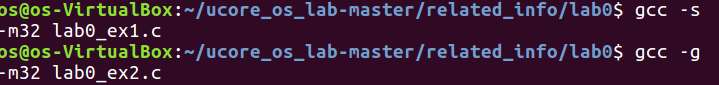 os@os-VirtualBox:~/ucore_os_lab-master/related_info/lab0$ gcc -s
-m32 lab0_ex1.c
os@os-VirtualBox:~/ucore_os_lab-master/related_info/lab0$ gcc -g
-m32 lab0_ex2.c